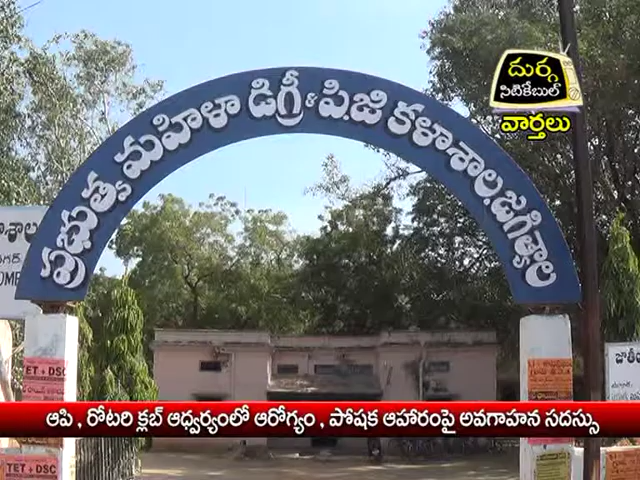 దుర్గ
సిటికేబుల్
వార్తలు
ప్రభుత్వ మహిళా డిగ్రీ & పి.జి కళాశాల, జగిత్యాల
ET + DSC
TET + DSC
ఆపి , రోటరి క్లబ్ ఆధ్వర్యంలో ఆరోగ్యం , పోషక ఆహారంపై అవగాహన సదస్సు